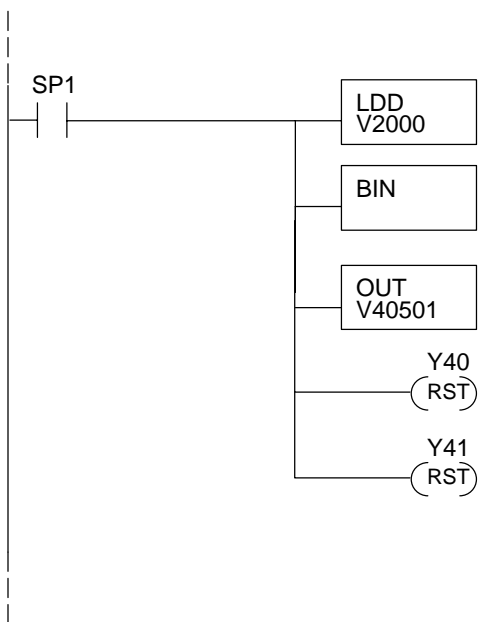 SP1
LDD
V2000
BIN
OUT
V40501
Y40
RST
Y41
RST